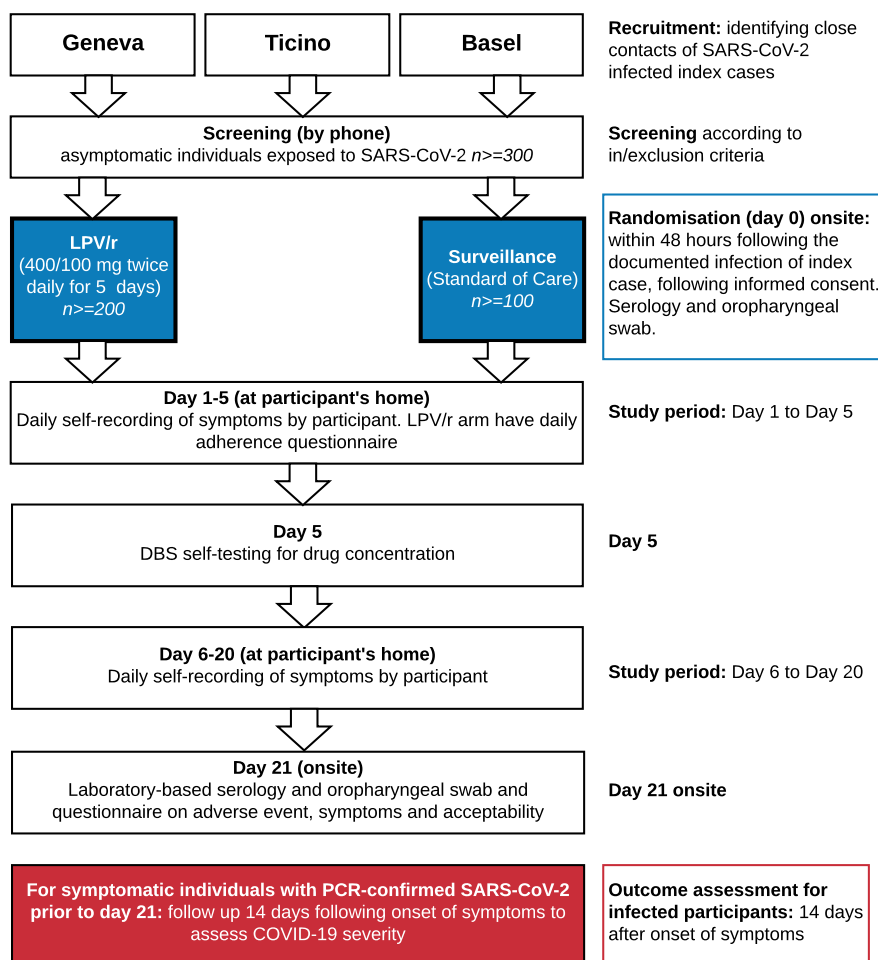 Geneva
Ticino
Basel
Recruitment: identifying close
contacts of SARS-CoV-2
infected index cases
Screening (by phone)
asymptomatic individuals exposed to SARS-CoV-2 n>=300
Screening according to
in/exclusion criteria
LPV/r
(400/100 mg twice
daily for 5 days)
n>=200
Surveillance
(Standard of Care)
n>=100
Randomisation (day 0) onsite:
within 48 hours following the
documented infection of index
case, following informed consent.
Serology and oropharyngeal
swab.
Day 1-5 (at participant's home)
Daily self-recording of symptoms by participant. LPV/r arm have daily
adherence questionnaire
Study period: Day 1 to Day 5
Day 5
DBS self-testing for drug concentration
Day 5
Day 6-20 (at participant's home)
Daily self-recording of symptoms by participant
Study period: Day 6 to Day 20
Day 21 (onsite)
Laboratory-based serology and oropharyngeal swab and
questionnaire on adverse event, symptoms and acceptability
Day 21 onsite
For symptomatic individuals with PCR-confirmed SARS-CoV-2
prior to day 21: follow up 14 days following onset of symptoms to
assess COVID-19 severity
Outcome assessment for
infected participants: 14 days
after onset of symptoms